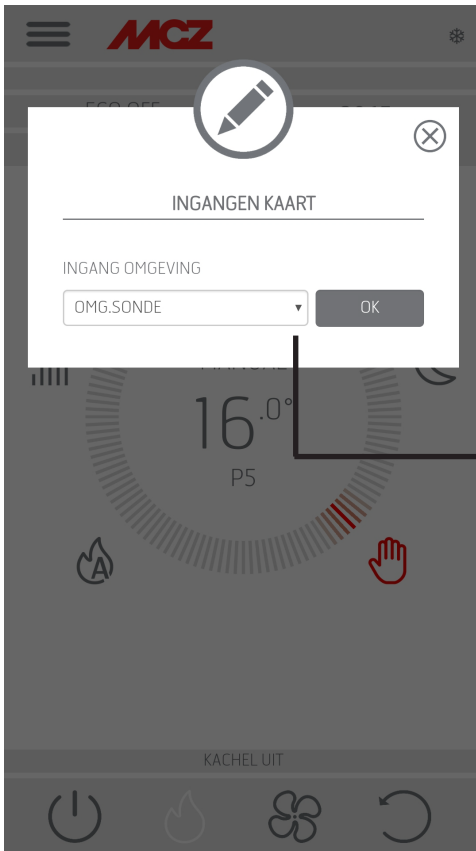 MCZ
INGANGEN KAART
INGANG OMGEVING
OMG.SONDE
OK
16.0°
P5
KACHEL UIT